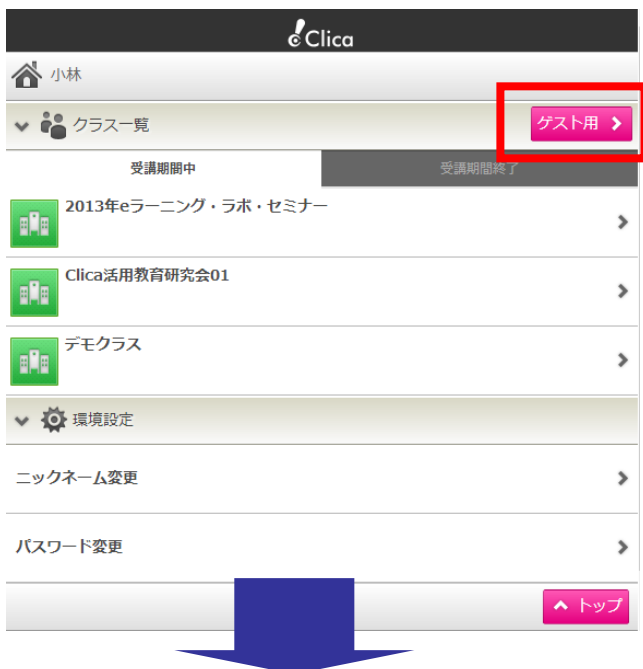 Clica
小林
クラス一覧
ゲスト用
受講期間中
受講期間終了
2013年eラーニング・ラボ・セミナー
Clica活用教育研究会01
デモクラス
環境設定
ニックネーム変更
パスワード変更
トップ